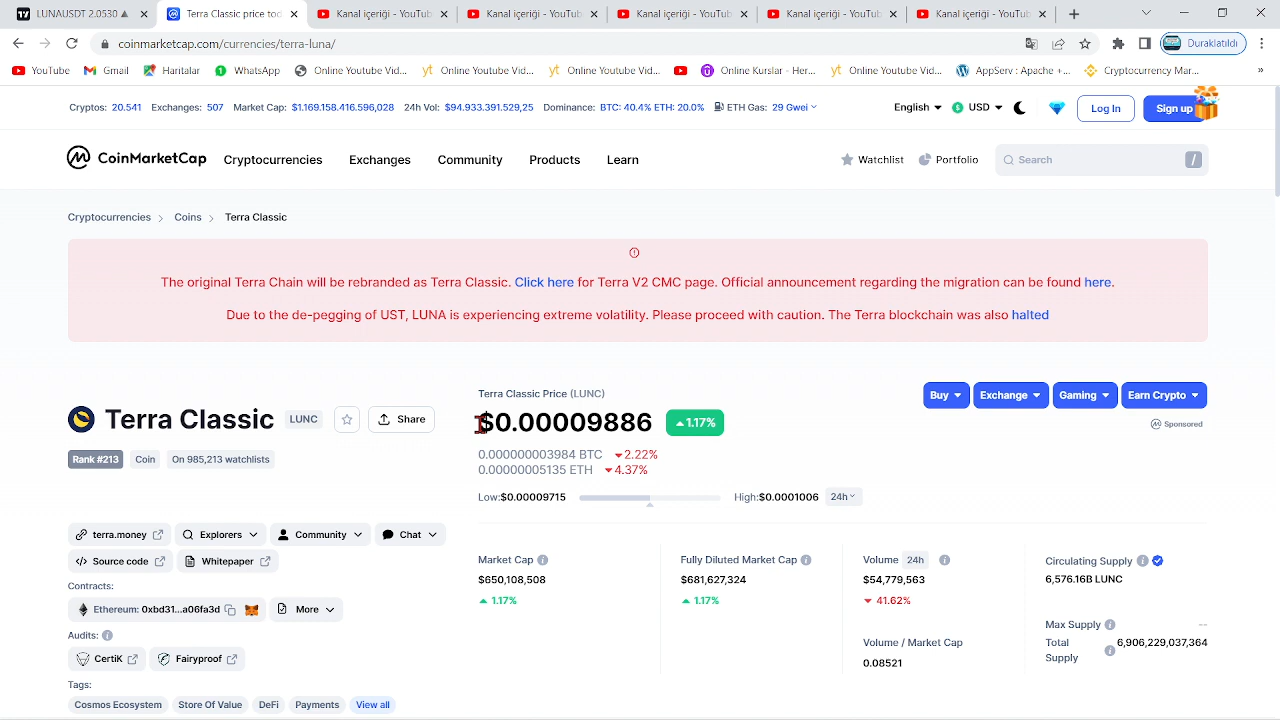 LUNAUSDT 2.0530
Terra Classic price tod
Kanal içeriği - YouTub
Kanal içeriği - YouTub
Kanal içeriği - YouTub
Kanal içeriği - YouTub
Kanal içeriği - YouTub
coinmarketcap.com/currencies/terra-luna/
Duraklatıldı
YouTube Gmail Haritalar WhatsApp Online Youtube Vid... Online Youtube Vid... Online Youtube Vid... Online Kurslar - Her... Online Youtube Vid... AppServ : Apache +... Cryptocurrency Mar... »
Cryptos: 20.541 Exchanges: 507 Market Cap: $1.169.158.416.596,028 24h Vol: $94.933.391.529,25 Dominance: BTC: 40.4% ETH: 20.0% ETH Gas: 29 Gwei English USD Log In Sign up
CoinMarketCap Cryptocurrencies Exchanges Community Products Learn Watchlist Portfolio Search /
Cryptocurrencies > Coins > Terra Classic
The original Terra Chain will be rebranded as Terra Classic. Click here for Terra V2 CMC page. Official announcement regarding the migration can be found here.
Due to the de-pegging of UST, LUNA is experiencing extreme volatility. Please proceed with caution. The Terra blockchain was also halted
Terra Classic LUNC Share
Rank #213 Coin On 985,213 watchlists
terra.money Explorers Community Chat
Source code Whitepaper
Contracts:
Ethereum: 0xbd31...a06fa3d More
Audits:
CertiK Fairyproof
Tags:
Cosmos Ecosystem Store Of Value DeFi Payments View all
Terra Classic Price (LUNC)
$0.00009886 1.17%
0.000000003984 BTC 2.22%
0.00000005135 ETH 4.37%
Low:$0.00009715 High:$0.0001006 24h
Buy Exchange Gaming Earn Crypto
Sponsored
Market Cap
$650,108,508
1.17%
Fully Diluted Market Cap
$681,627,324
1.17%
Volume 24h
$54,779,563
41.62%
Volume / Market Cap
0.08521
Circulating Supply
6,576.16B LUNC
Max Supply --
Total Supply 6,906,229,037,364